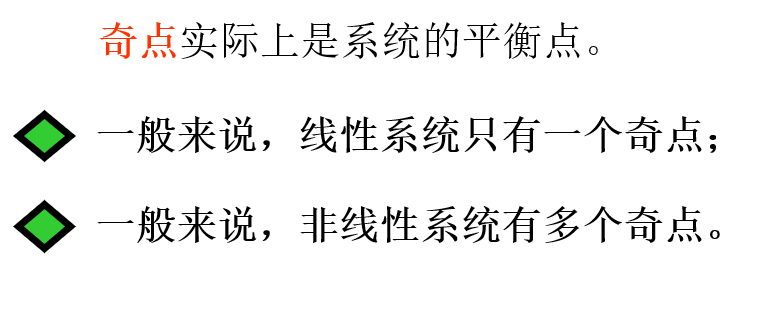 奇点实际上是系统的平衡点。
一般来说，线性系统只有一个奇点；
一般来说，非线性系统有多个奇点。